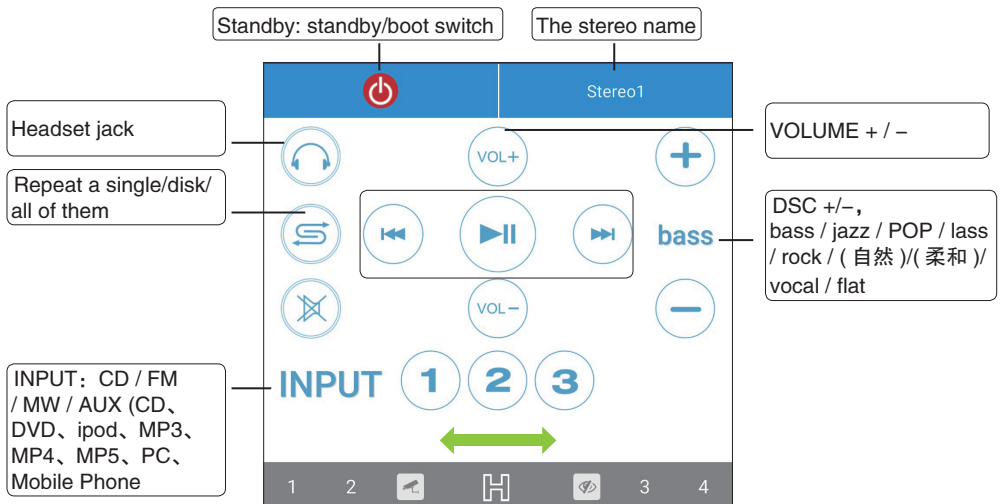 Standby: standby/boot switch
The stereo name
Stereo1
Headset jack
VOL+
VOLUME + / −
Repeat a single/disk/
all of them
bass
DSC +/−，
bass / jazz / POP / lass
/ rock / ( 自然 )/( 柔和 )/
vocal / flat
VOL−
INPUT：CD / FM
/ MW / AUX (CD、
DVD、ipod、MP3、
MP4、MP5、PC、
Mobile Phone
INPUT 1 2 3
1 2 H 3 4